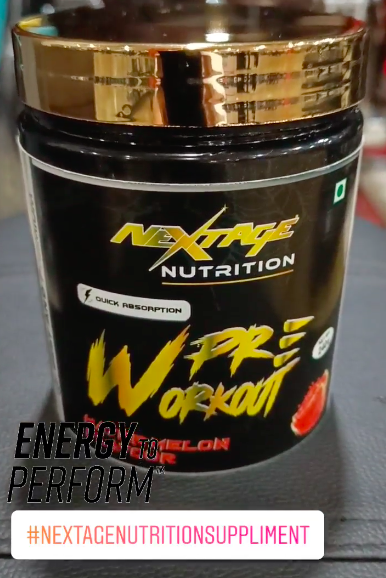 NEXTAGE
NUTRITION
QUICK ABSORPTION
PRE
WORKOUT
ENERGY TO
PERFORM
#NEXTAGENUTRITIONSUPPLIMENT